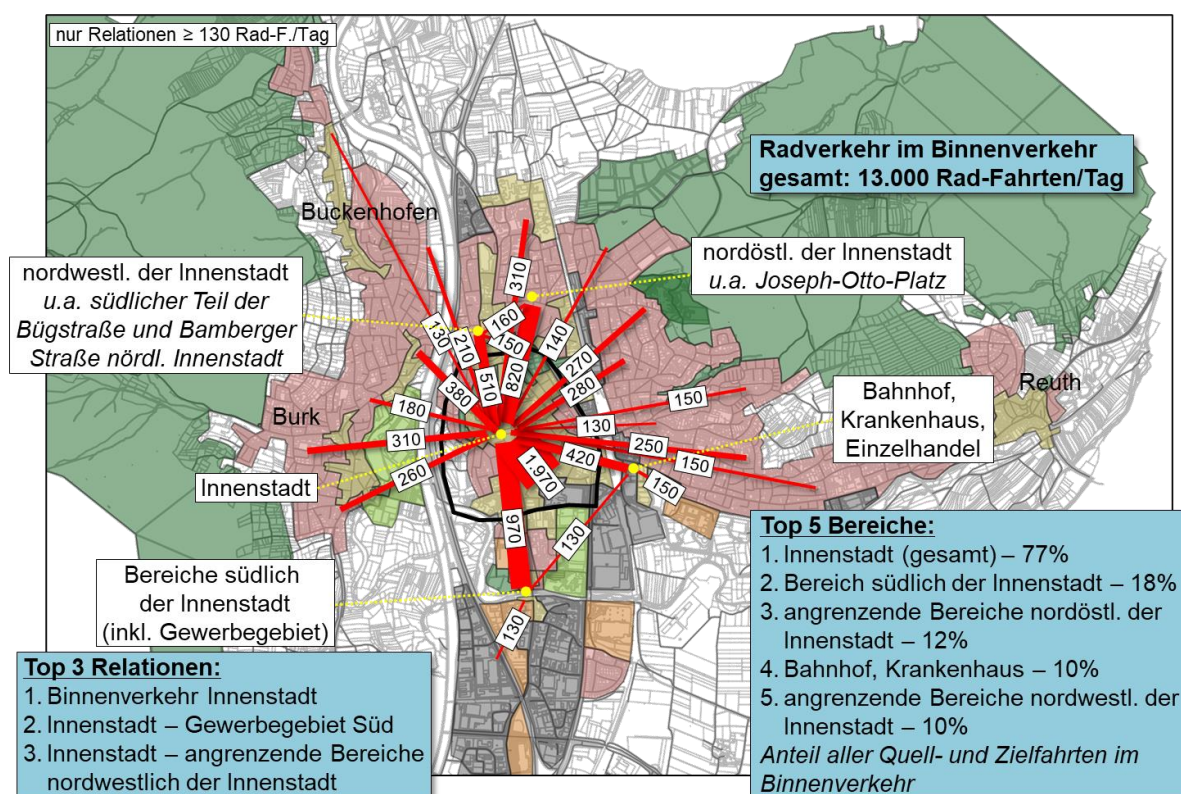 nur Relationen ≥ 130 Rad-F./Tag
Radverkehr im Binnenverkehr
gesamt: 13.000 Rad-Fahrten/Tag
Buckenhofen
nordwestl. der Innenstadt
u.a. südlicher Teil der
Bügstraße und Bamberger
Straße nördl. Innenstadt
nordöstl. der Innenstadt
u.a. Joseph-Otto-Platz
310
160
150
130
210
140
270
380
510
820
280
Reuth
Bahnhof,
Krankenhaus,
Einzelhandel
Burk
180
150
130
310
250
420
150
260
1.970
150
Innenstadt
970
130
Bereiche südlich
der Innenstadt
(inkl. Gewerbegebiet)
130
Top 3 Relationen:
1. Binnenverkehr Innenstadt
2. Innenstadt – Gewerbegebiet Süd
3. Innenstadt – angrenzende Bereiche
nordwestlich der Innenstadt
Top 5 Bereiche:
1. Innenstadt (gesamt) – 77%
2. Bereich südlich der Innenstadt – 18%
3. angrenzende Bereiche nordöstl. der
Innenstadt – 12%
4. Bahnhof, Krankenhaus – 10%
5. angrenzende Bereiche nordwestl. der
Innenstadt – 10%
Anteil aller Quell- und Zielfahrten im
Binnenverkehr